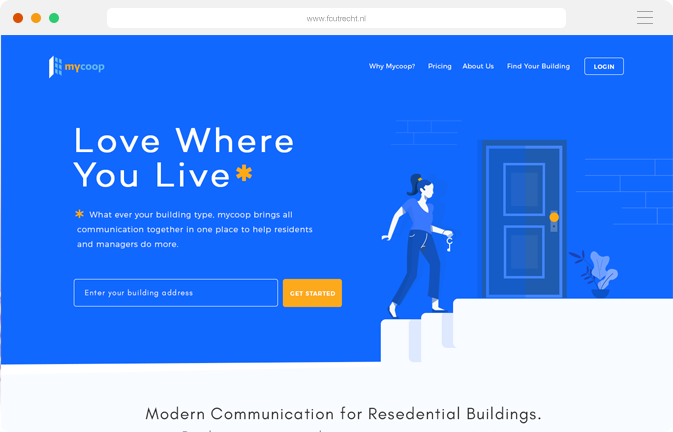 www.fcutrecht.nl
mycoop
Why Mycoop? Pricing About Us Find Your Building LOGIN
Love Where
You Live*
* What ever your building type, mycoop brings all
communication together in one place to help residents
and managers do more.
Enter your building address GET STARTED
Modern Communication for Resedential Buildings.